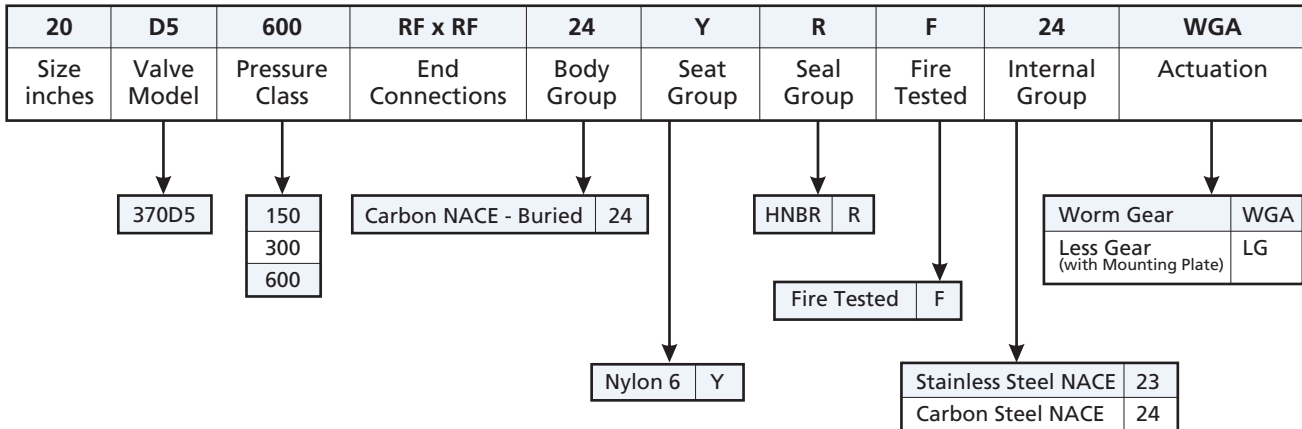 20 D5 600 RF x RF 24 Y R F 24 WGA
Size inches Valve Model Pressure Class End Connections Body Group Seat Group Seal Group Fire Tested Internal Group Actuation
370D5
150
300
600
Carbon NACE - Buried 24
HNBR R
Worm Gear WGA
Less Gear LG
(with Mounting Plate)
Fire Tested F
Nylon 6 Y
Stainless Steel NACE 23
Carbon Steel NACE 24